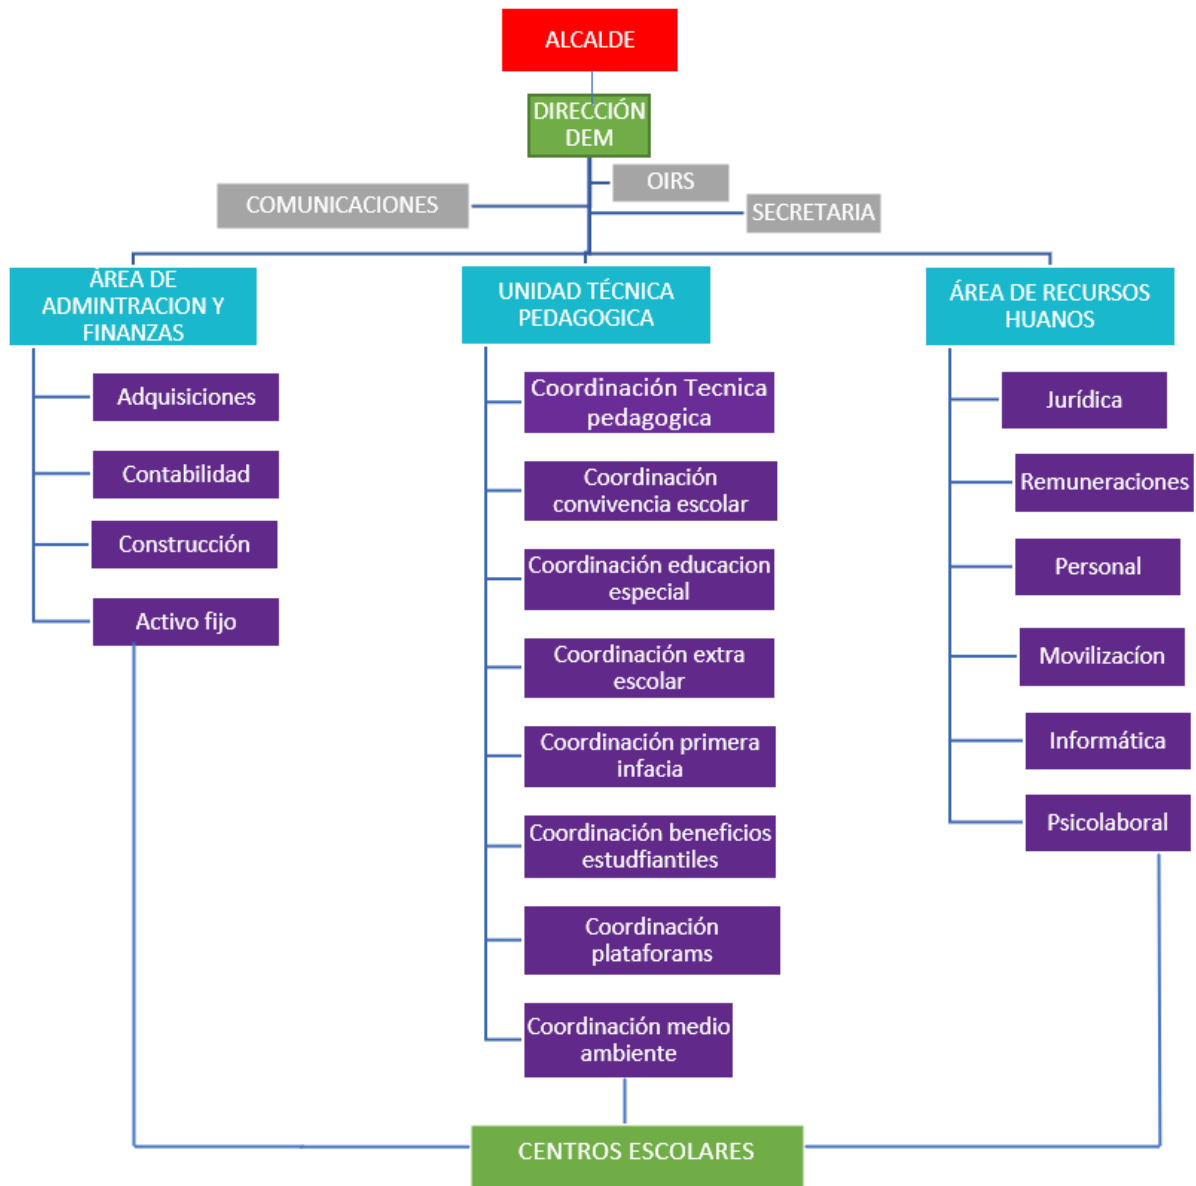 ALCALDE
DIRECCIÓN
DEM
OIRS
COMUNICACIONES
SECRETARIA
ÁREA DE
ADMINTRACION Y
FINANZAS
Adquisiciones
Contabilidad
Construcción
Activo fijo
UNIDAD TÉCNICA
PEDAGOGICA
Coordinación Tecnica
pedagogica
Coordinación
convivencia escolar
Coordinación educacion
especial
Coordinación extra
escolar
Coordinación primera
infacia
Coordinación beneficios
estudfiantiles
Coordinación
plataforams
Coordinación medio
ambiente
ÁREA DE RECURSOS
HUANOS
Jurídica
Remuneraciones
Personal
Movilizacíon
Informática
Psicolaboral
CENTROS ESCOLARES